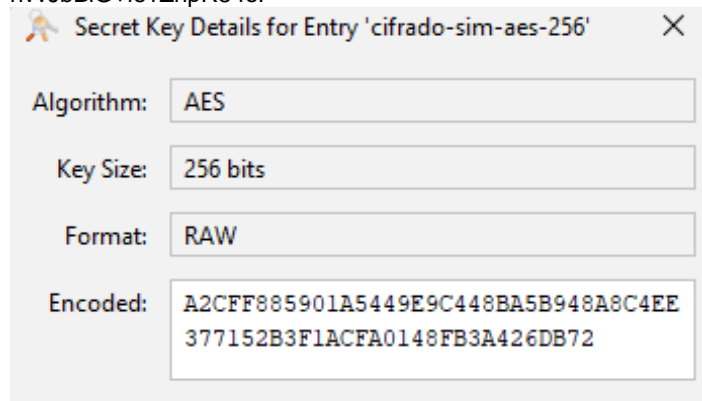 Secret Key Details for Entry 'cifrado-sim-aes-256'
Algorithm: AES
Key Size: 256 bits
Format: RAW
Encoded: A2CFF885901A5449E9C448BA5B948A8C4EE
377152B3F1ACFA0148FB3A426DB72